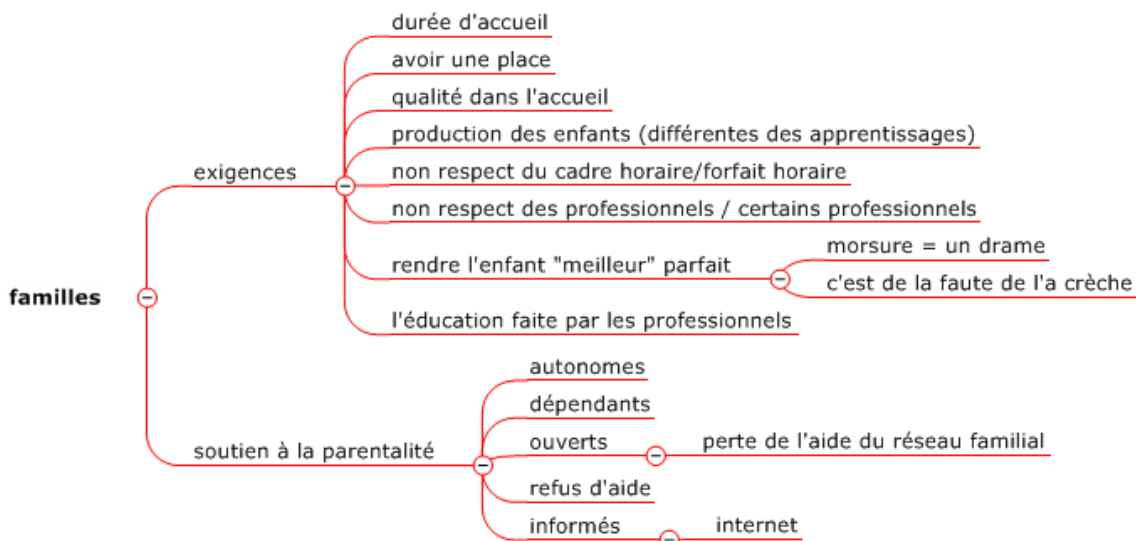 durée d'accueil
avoir une place
qualité dans l'accueil
production des enfants (différentes des apprentissages)
exigences
non respect du cadre horaire/forfait horaire
non respect des professionnels / certains professionnels
rendre l'enfant "meilleur" parfait
morsure = un drame
c'est de la faute de l'a crèche
l'éducation faite par les professionnels
familles
autonomes
dépendants
soutien à la parentalité
ouverts
perte de l'aide du réseau familial
refus d'aide
informés
internet